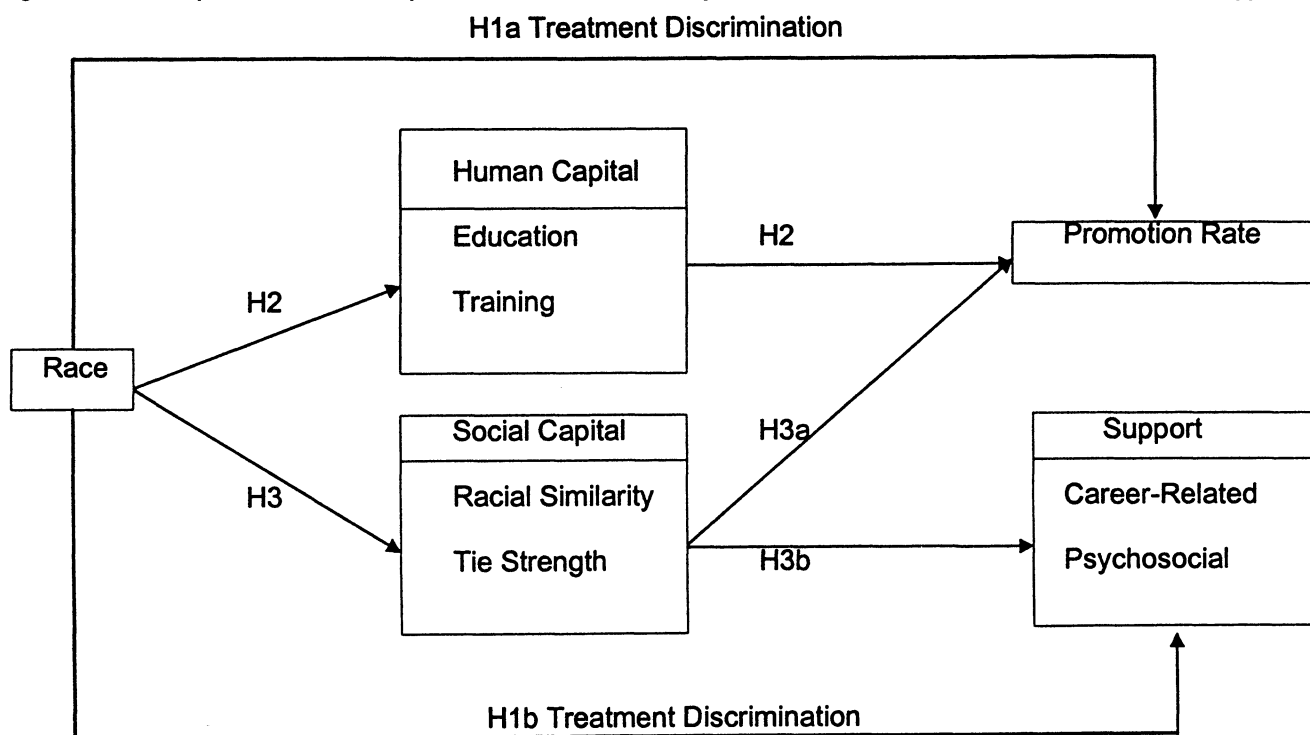 H1a Treatment Discrimination
Human Capital
Education
Training
H2
Promotion Rate
H2
Race
H3
Social Capital
Racial Similarity
Tie Strength
H3a
H3b
Support
Career-Related
Psychosocial
H1b Treatment Discrimination